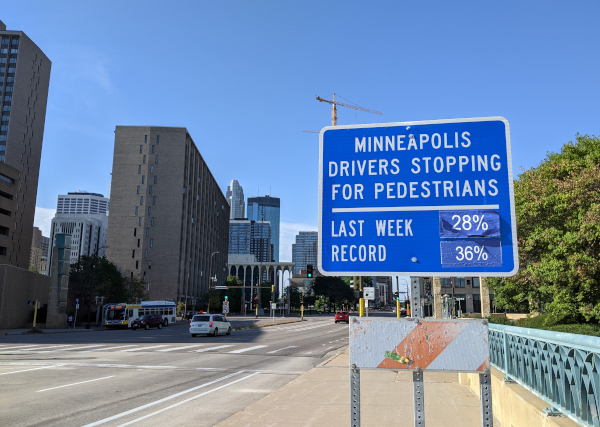 MINNEAPOLIS
DRIVERS STOPPING
FOR PEDESTRIANS
LAST WEEK 28%
RECORD 36%